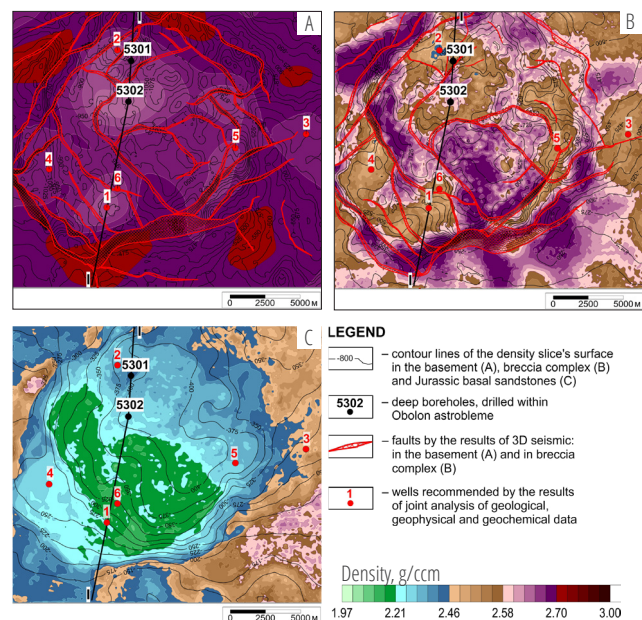 A
I
2
5301
5302
5
3
4
6
1
I
0 2500 5000 м
B
I
2
5301
5302
5
3
4
6
1
I
0 2500 5000 м
C
I
2
5301
5302
5
3
4
6
1
I
0 2500 5000 м
LEGEND
-800
– contour lines of the density slice's surface
in the basement (A), breccia complex (B)
and Jurassic basal sandstones (C)
5302
– deep boreholes, drilled within
Obolon astrobleme
– faults by the results of 3D seismic:
in the basement (A) and in breccia
complex (B)
1
– wells recommended by the results
of joint analysis of geological,
geophysical and geochemical data
Density, g/ccm
1.97 2.21 2.46 2.58 2.70 3.00